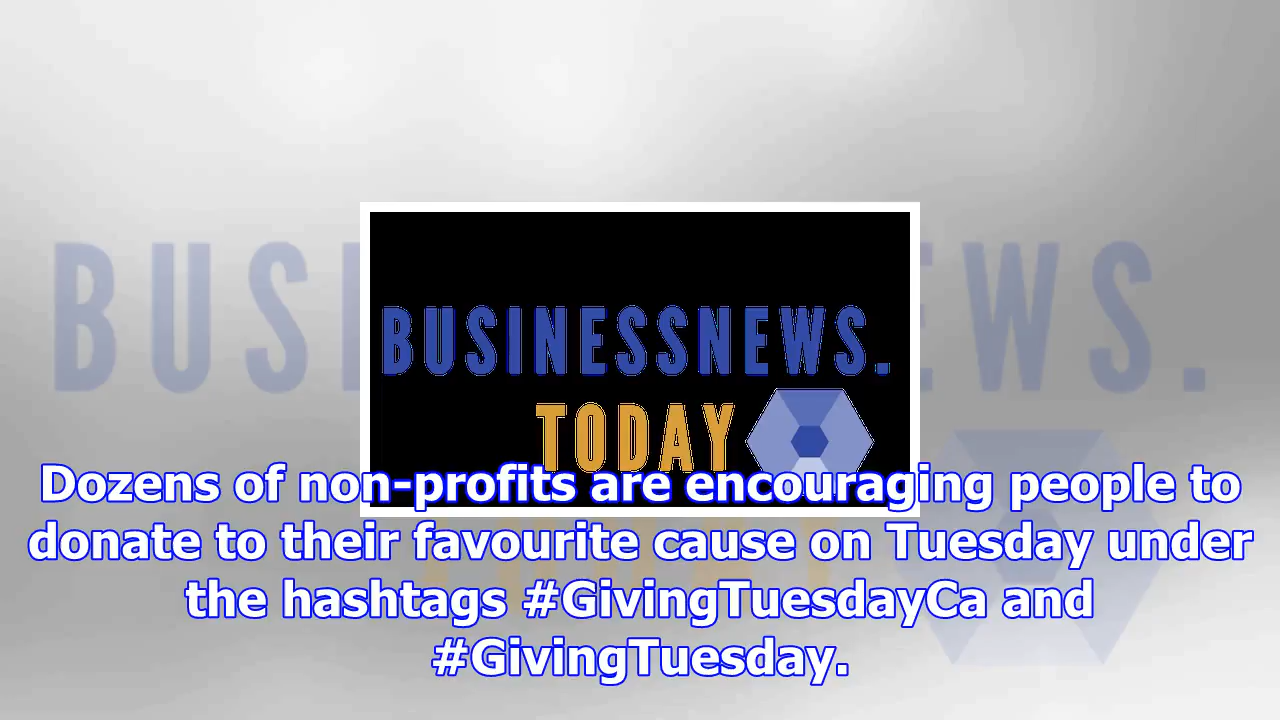 BUSINESSNEWS.
TODAY
Dozens of non-profits are encouraging people to
donate to their favourite cause on Tuesday under
the hashtags #GivingTuesdayCa and
#GivingTuesday.